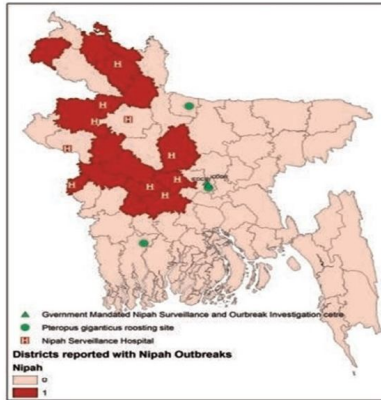 H
H
H
H
H
H
H
H
H
H
Gvernment Mandated Nipah Surveillance and Ourbreak Investigation cetre
Pteropus giganticus roosting site
H Nipah Serveillance Hospital
Districts reported with Nipah Outbreaks
Nipah
0
1